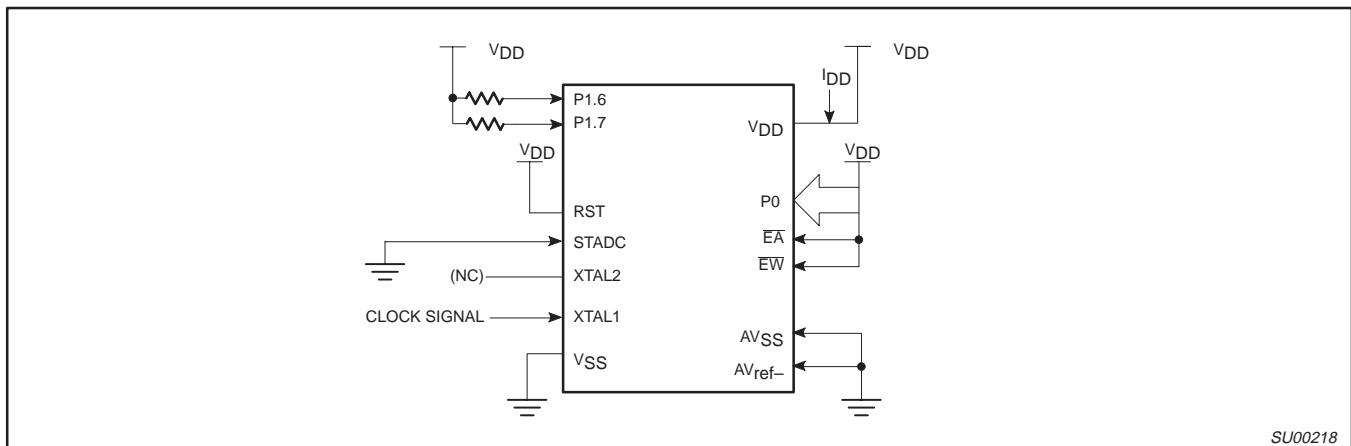 VDD
VDD
IDD
P1.6
P1.7
VDD
VDD
VDD
RST
P0
STADC
EA
(NC)
XTAL2
EW
CLOCK SIGNAL
XTAL1
AVSS
VSS
AVref–
SU00218